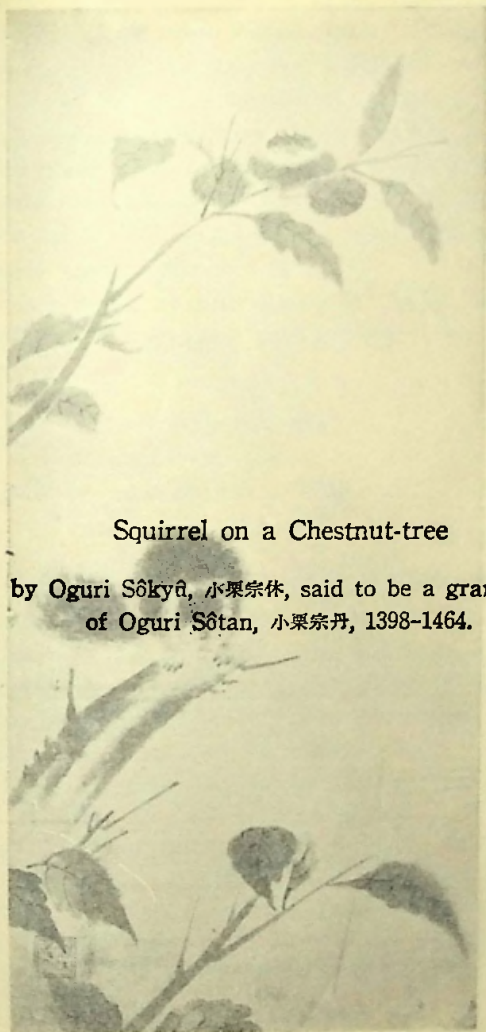 Squirrel on a Chestnut-tree
by Oguri Sôkyû, 小栗宗休, said to be a
of Oguri Sôtan, 小栗宗丹, 1398-1464.